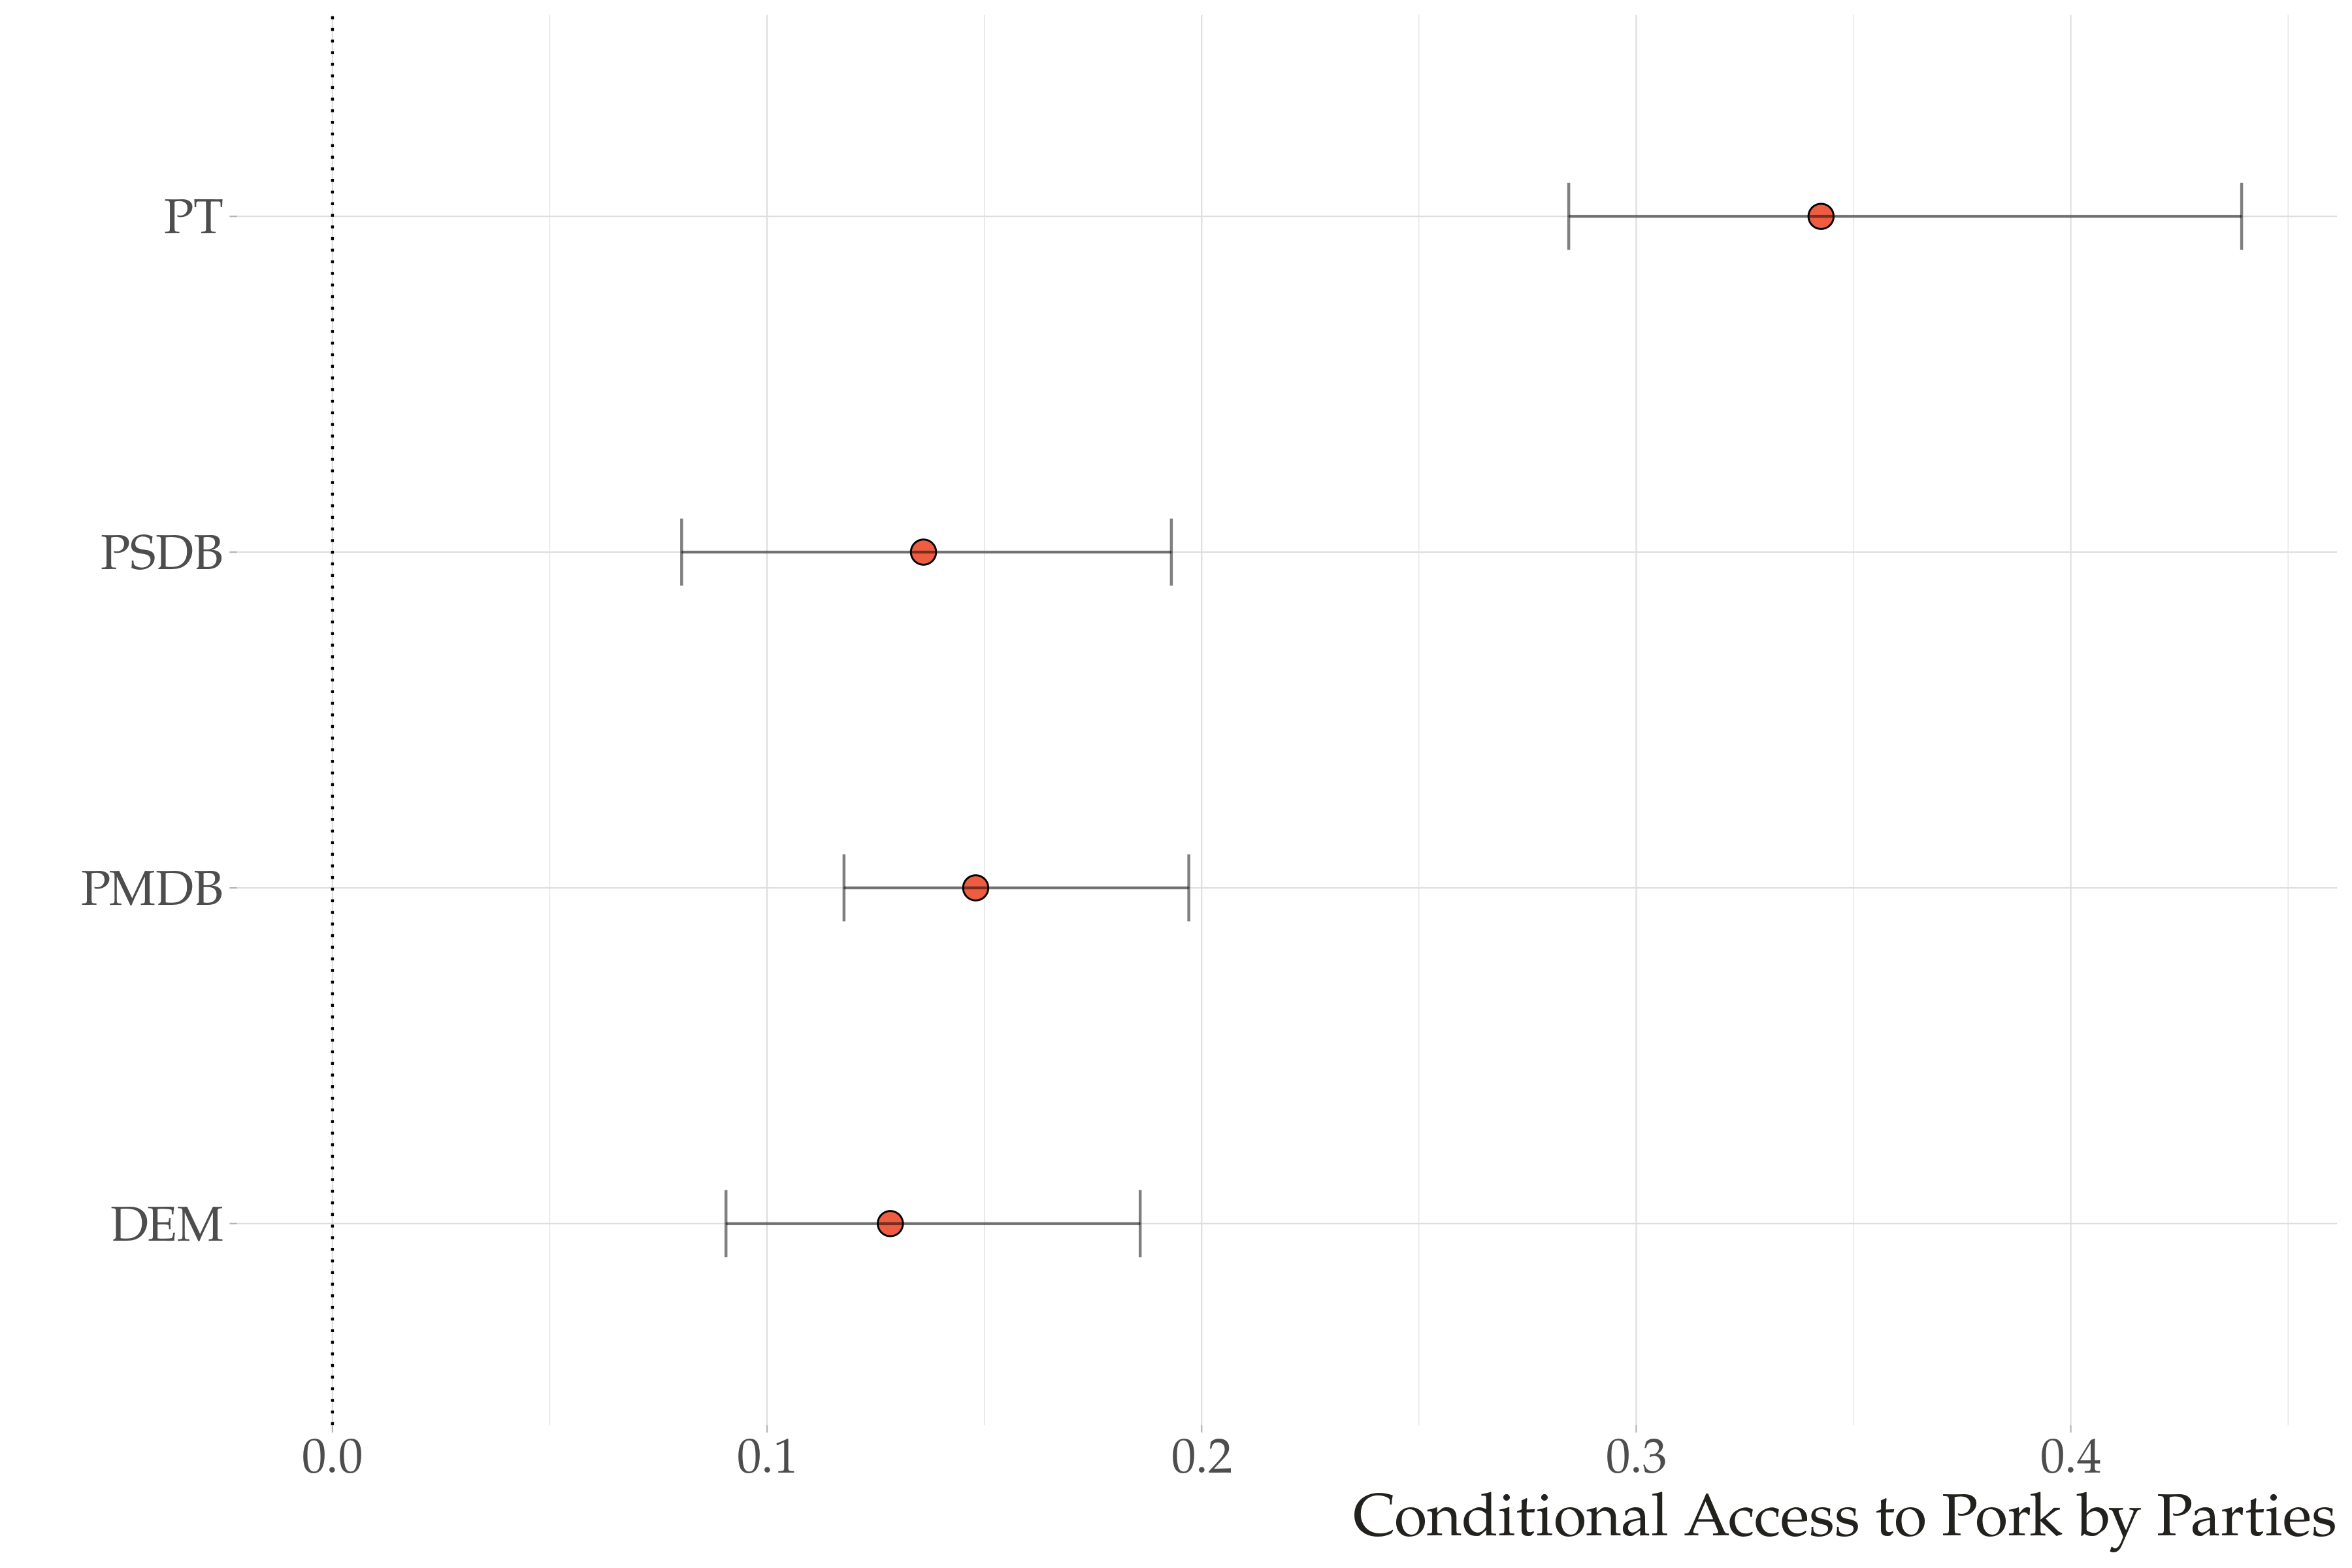 PT
PSDB
PMDB
DEM
0.0 0.1 0.2 0.3 0.4
Conditional Access to Pork by Parties